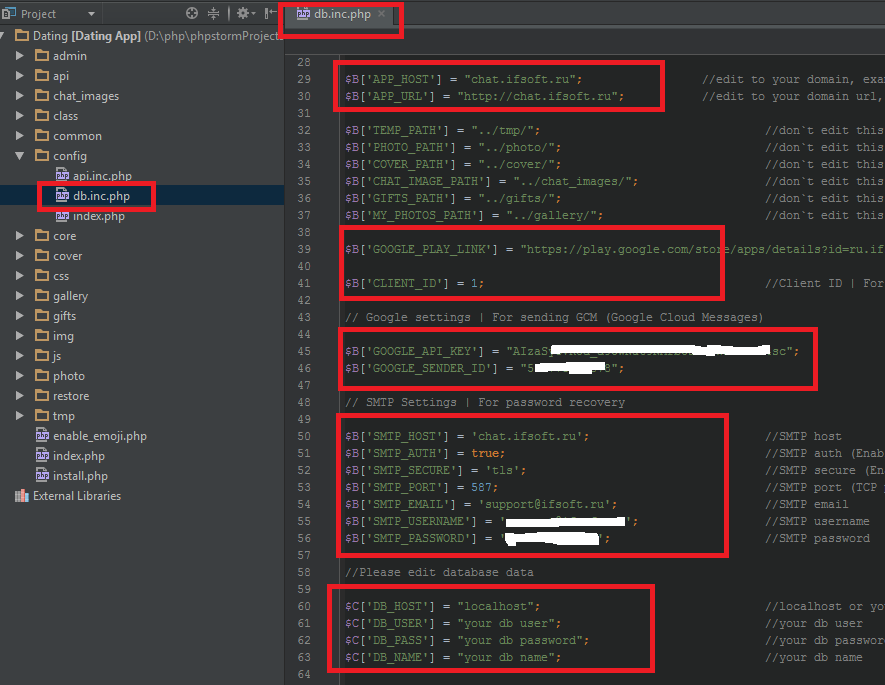 Project
db.inc.php
Dating [Dating App] (D:\php\phpstormProject
admin
api
chat_images
class
common
config
api.inc.php
db.inc.php
index.php
core
cover
css
gallery
gifts
img
js
photo
restore
tmp
enable_emoji.php
index.php
install.php
External Libraries
28
29 $B['APP_HOST'] = "chat.ifsoft.ru"; //edit to your domain, exa
30 $B['APP_URL'] = "http://chat.ifsoft.ru"; //edit to your domain url,
31
32 $B['TEMP_PATH'] = "../tmp/"; //don`t edit this
33 $B['PHOTO_PATH'] = "../photo/"; //don`t edit this
34 $B['COVER_PATH'] = "../cover/"; //don`t edit this
35 $B['CHAT_IMAGE_PATH'] = "../chat_images/"; //don`t edit this
36 $B['GIFTS_PATH'] = "../gifts/"; //don`t edit this
37 $B['MY_PHOTOS_PATH'] = "../gallery/"; //don`t edit this
38
39 $B['GOOGLE_PLAY_LINK'] = "https://play.google.com/store/apps/details?id=ru.if
40
41 $B['CLIENT_ID'] = 1; //Client ID | For
42
43 // Google settings | For sending GCM (Google Cloud Messages)
44
45 $B['GOOGLE_API_KEY'] = "AIzaSy sc";
46 $B['GOOGLE_SENDER_ID'] = "5 8";
47
48 // SMTP Settings | For password recovery
49
50 $B['SMTP_HOST'] = 'chat.ifsoft.ru'; //SMTP host
51 $B['SMTP_AUTH'] = true; //SMTP auth (Enab
52 $B['SMTP_SECURE'] = 'tls'; //SMTP secure (En
53 $B['SMTP_PORT'] = 587; //SMTP port (TCP
54 $B['SMTP_EMAIL'] = 'support@ifsoft.ru'; //SMTP email
55 $B['SMTP_USERNAME'] = ' '; //SMTP username
56 $B['SMTP_PASSWORD'] = ' '; //SMTP password
57
58 //Please edit database data
59
60 $C['DB_HOST'] = "localhost"; //localhost or yo
61 $C['DB_USER'] = "your db user"; //your db user
62 $C['DB_PASS'] = "your db password"; //your db passwor
63 $C['DB_NAME'] = "your db name"; //your db name
64